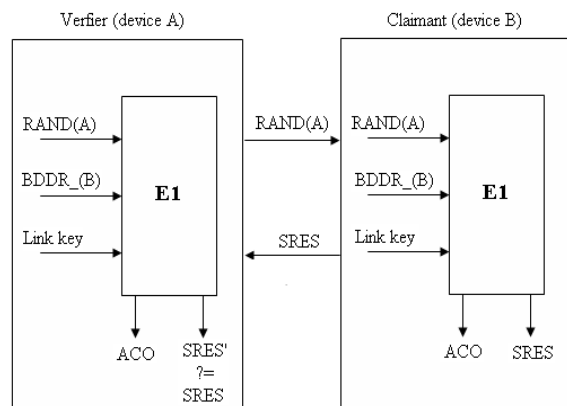 Verfier (device A)
Claimant (device B)
RAND(A)
BDDR_(B)
Link key
E1
ACO
SRES'
?=
SRES
RAND(A)
SRES
RAND(A)
BDDR_(B)
Link key
E1
ACO
SRES